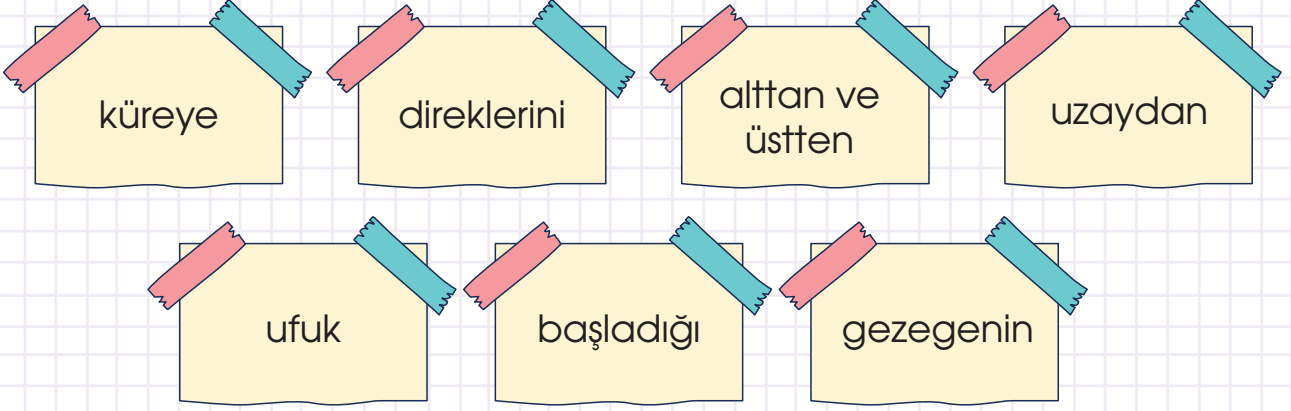 küreye
direklerini
alttan ve
üstten
uzaydan
ufuk
başladığı
gezegenin